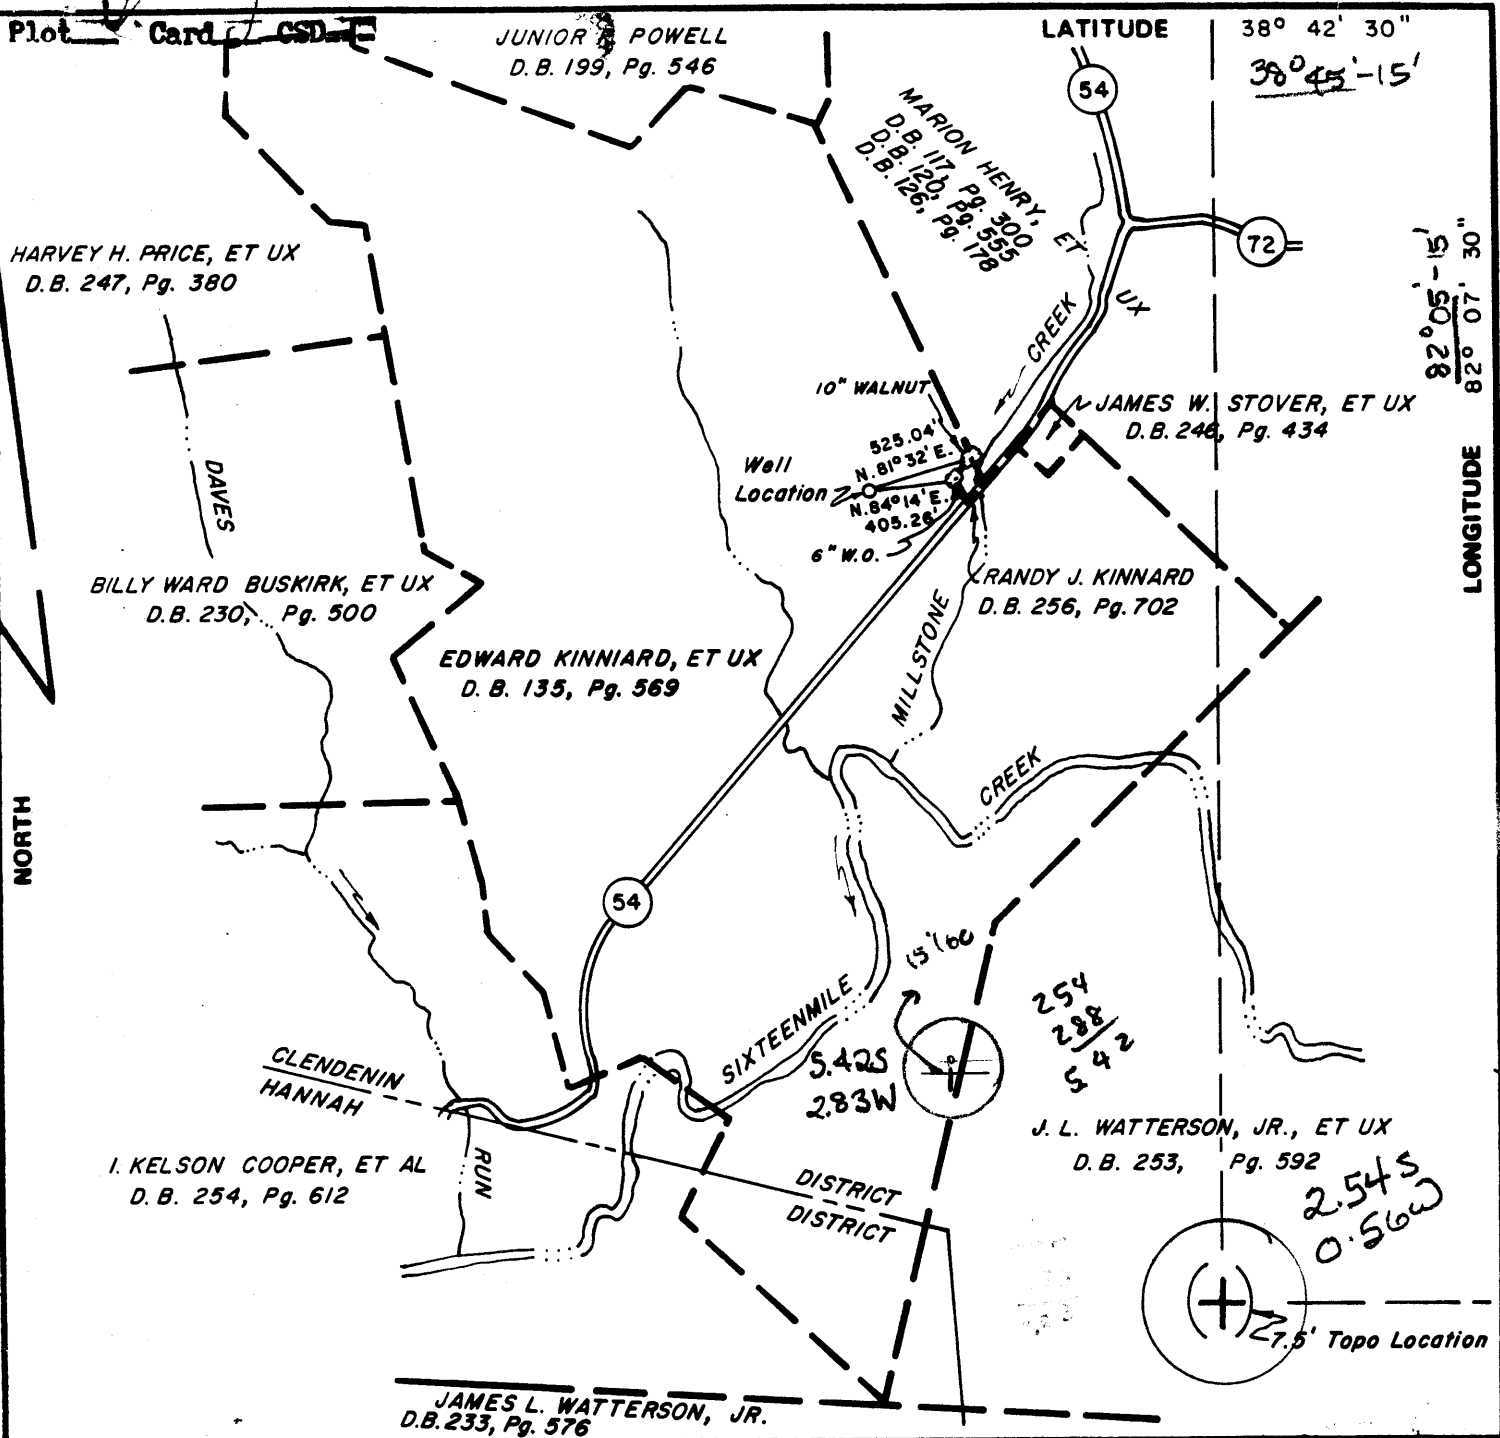 Plot Card CSD
JUNIOR POWELL
D.B. 199, Pg. 546
LATITUDE 38° 42' 30"
38° 45'-15'
54
MARION HENRY, ET UX
D.B. 117, Pg. 300
D.B. 120, Pg. 555
D.B. 126, Pg. 178
72
82° 05'-15'
82° 07' 30"
LONGITUDE
HARVEY H. PRICE, ET UX
D.B. 247, Pg. 380
CREEK
10" WALNUT
JAMES W. STOVER, ET UX
D.B. 246, Pg. 434
525.04'
N. 81° 32' E.
Well
Location
N. 84° 14' E.
405.26'
6" W.O.
DAVES
BILLY WARD BUSKIRK, ET UX
D.B. 230, Pg. 500
RANDY J. KINNARD
D.B. 256, Pg. 702
MILLSTONE
EDWARD KINNIARD, ET UX
D. B. 135, Pg. 569
CREEK
NORTH
54
15'/60
SIXTEENMILE
254
288
542
5.42S
2.83W
CLENDENIN
HANNAH
J. L. WATTERSON, JR., ET UX
D.B. 253, Pg. 592
I. KELSON COOPER, ET AL
D.B. 254, Pg. 612
RUN
DISTRICT
DISTRICT
2.54S
0.56W
7.5' Topo Location
JAMES L. WATTERSON, JR.
D.B. 233, Pg. 576